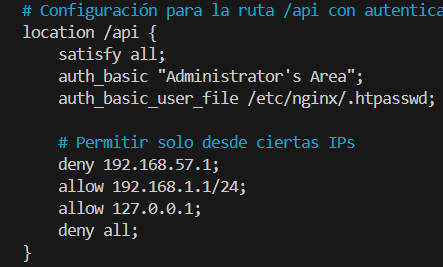 # Configuración para la ruta /api con autentica
location /api {
    satisfy all;
    auth_basic "Administrator's Area";
    auth_basic_user_file /etc/nginx/.htpasswd;

    # Permitir solo desde ciertas IPs
    deny 192.168.57.1;
    allow 192.168.1.1/24;
    allow 127.0.0.1;
    deny all;
}